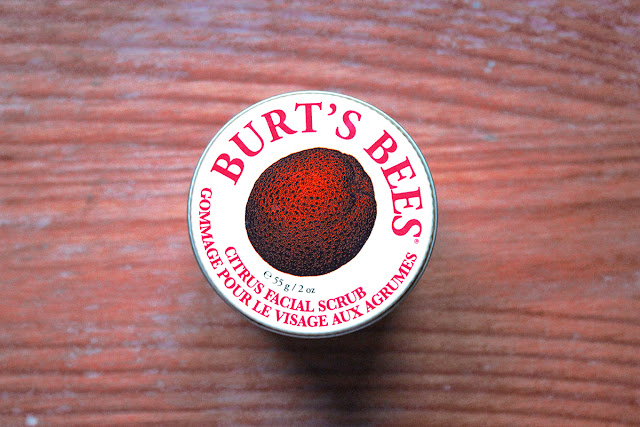 BURT'S BEES®
℮ 55 g / 2 oz
CITRUS FACIAL SCRUB
GOMMAGE POUR LE VISAGE AUX AGRUMES